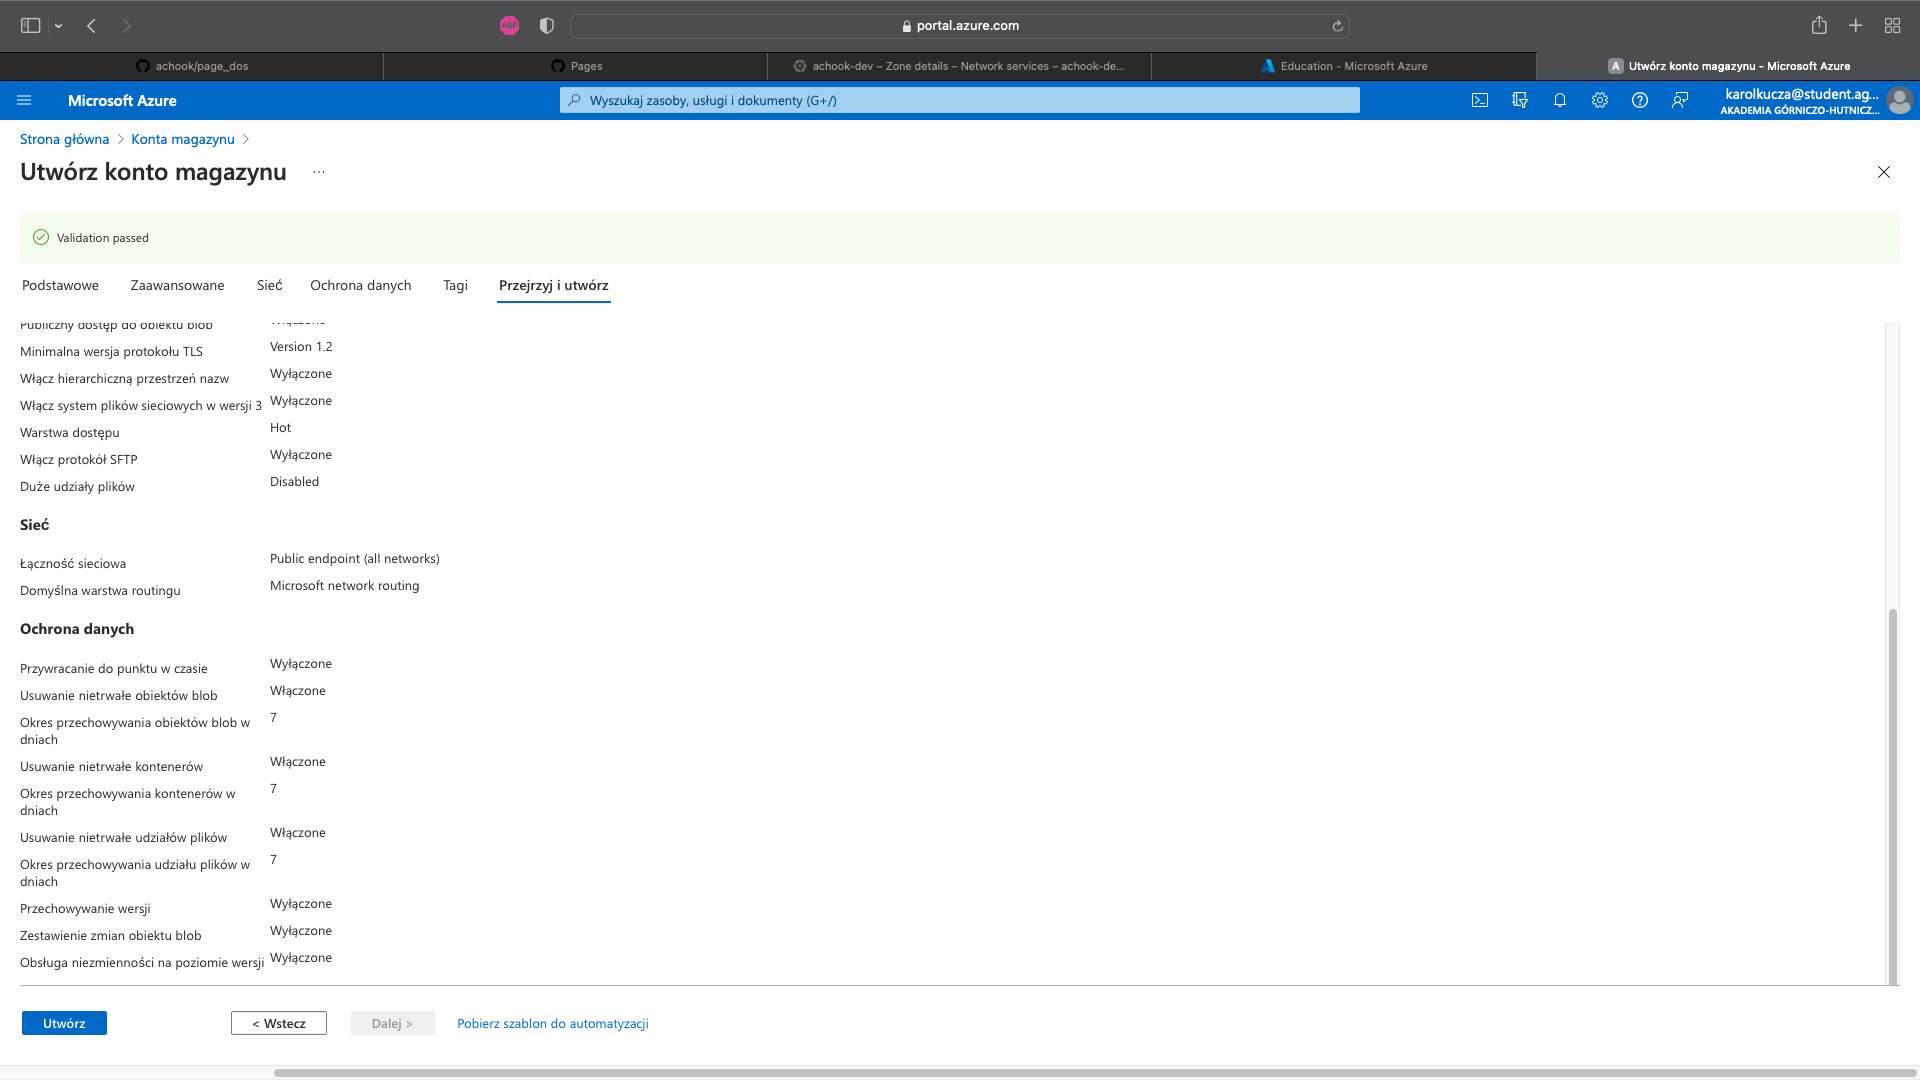 ABP
portal.azure.com
achook/page_dos
Pages
achook-dev – Zone details – Network services – achook-de...
Education - Microsoft Azure
A
Utwórz konto magazynu - Microsoft Azure
Microsoft Azure
Wyszukaj zasoby, usługi i dokumenty (G+/)
karolkucza@student.ag...
AKADEMIA GÓRNICZO-HUTNICZ...
Strona główna
Konta magazynu
Utwórz konto magazynu
...
Validation passed
Podstawowe
Zaawansowane
Sieć
Ochrona danych
Tagi
Przejrzyj i utwórz
Publiczny dostęp do obiektu blob
Włączone
Minimalna wersja protokołu TLS
Version 1.2
Włącz hierarchiczną przestrzeń nazw
Wyłączone
Włącz system plików sieciowych w wersji 3
Wyłączone
Warstwa dostępu
Hot
Włącz protokół SFTP
Wyłączone
Duże udziały plików
Disabled
Sieć
Łączność sieciowa
Public endpoint (all networks)
Domyślna warstwa routingu
Microsoft network routing
Ochrona danych
Przywracanie do punktu w czasie
Wyłączone
Usuwanie nietrwałe obiektów blob
Włączone
Okres przechowywania obiektów blob w
dniach
7
Usuwanie nietrwałe kontenerów
Włączone
Okres przechowywania kontenerów w
dniach
7
Usuwanie nietrwałe udziałów plików
Włączone
Okres przechowywania udziału plików w
dniach
7
Przechowywanie wersji
Wyłączone
Zestawienie zmian obiektu blob
Wyłączone
Obsługa niezmienności na poziomie wersji
Wyłączone
Utwórz
< Wstecz
Dalej >
Pobierz szablon do automatyzacji